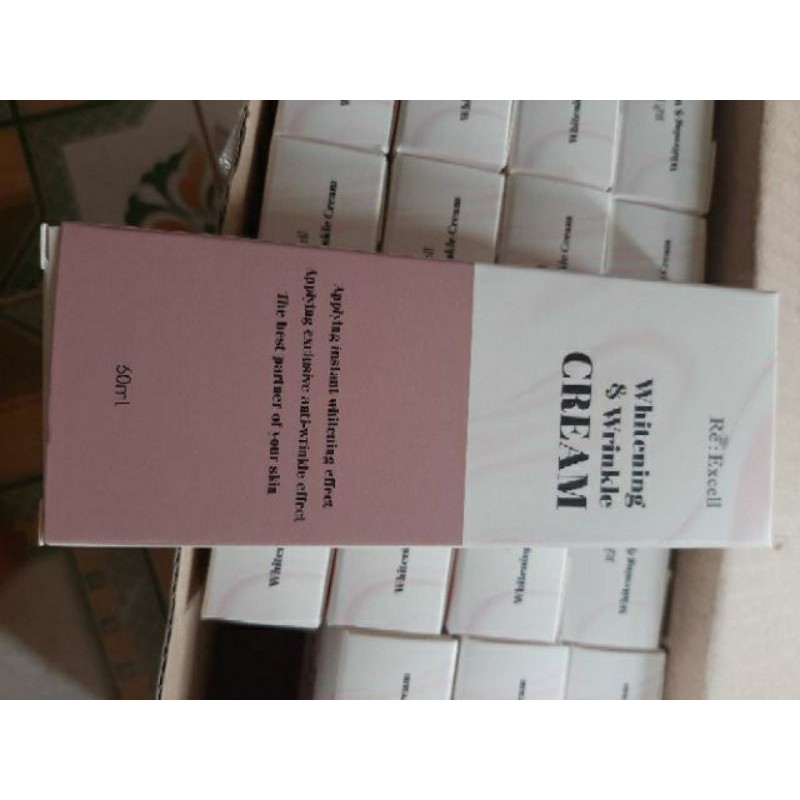 Re:Excell
Whitening
& Wrinkle
CREAM
Applying instant whitening effect
Applying exclusive anti-wrinkle effect
The best partner of your skin
60ml